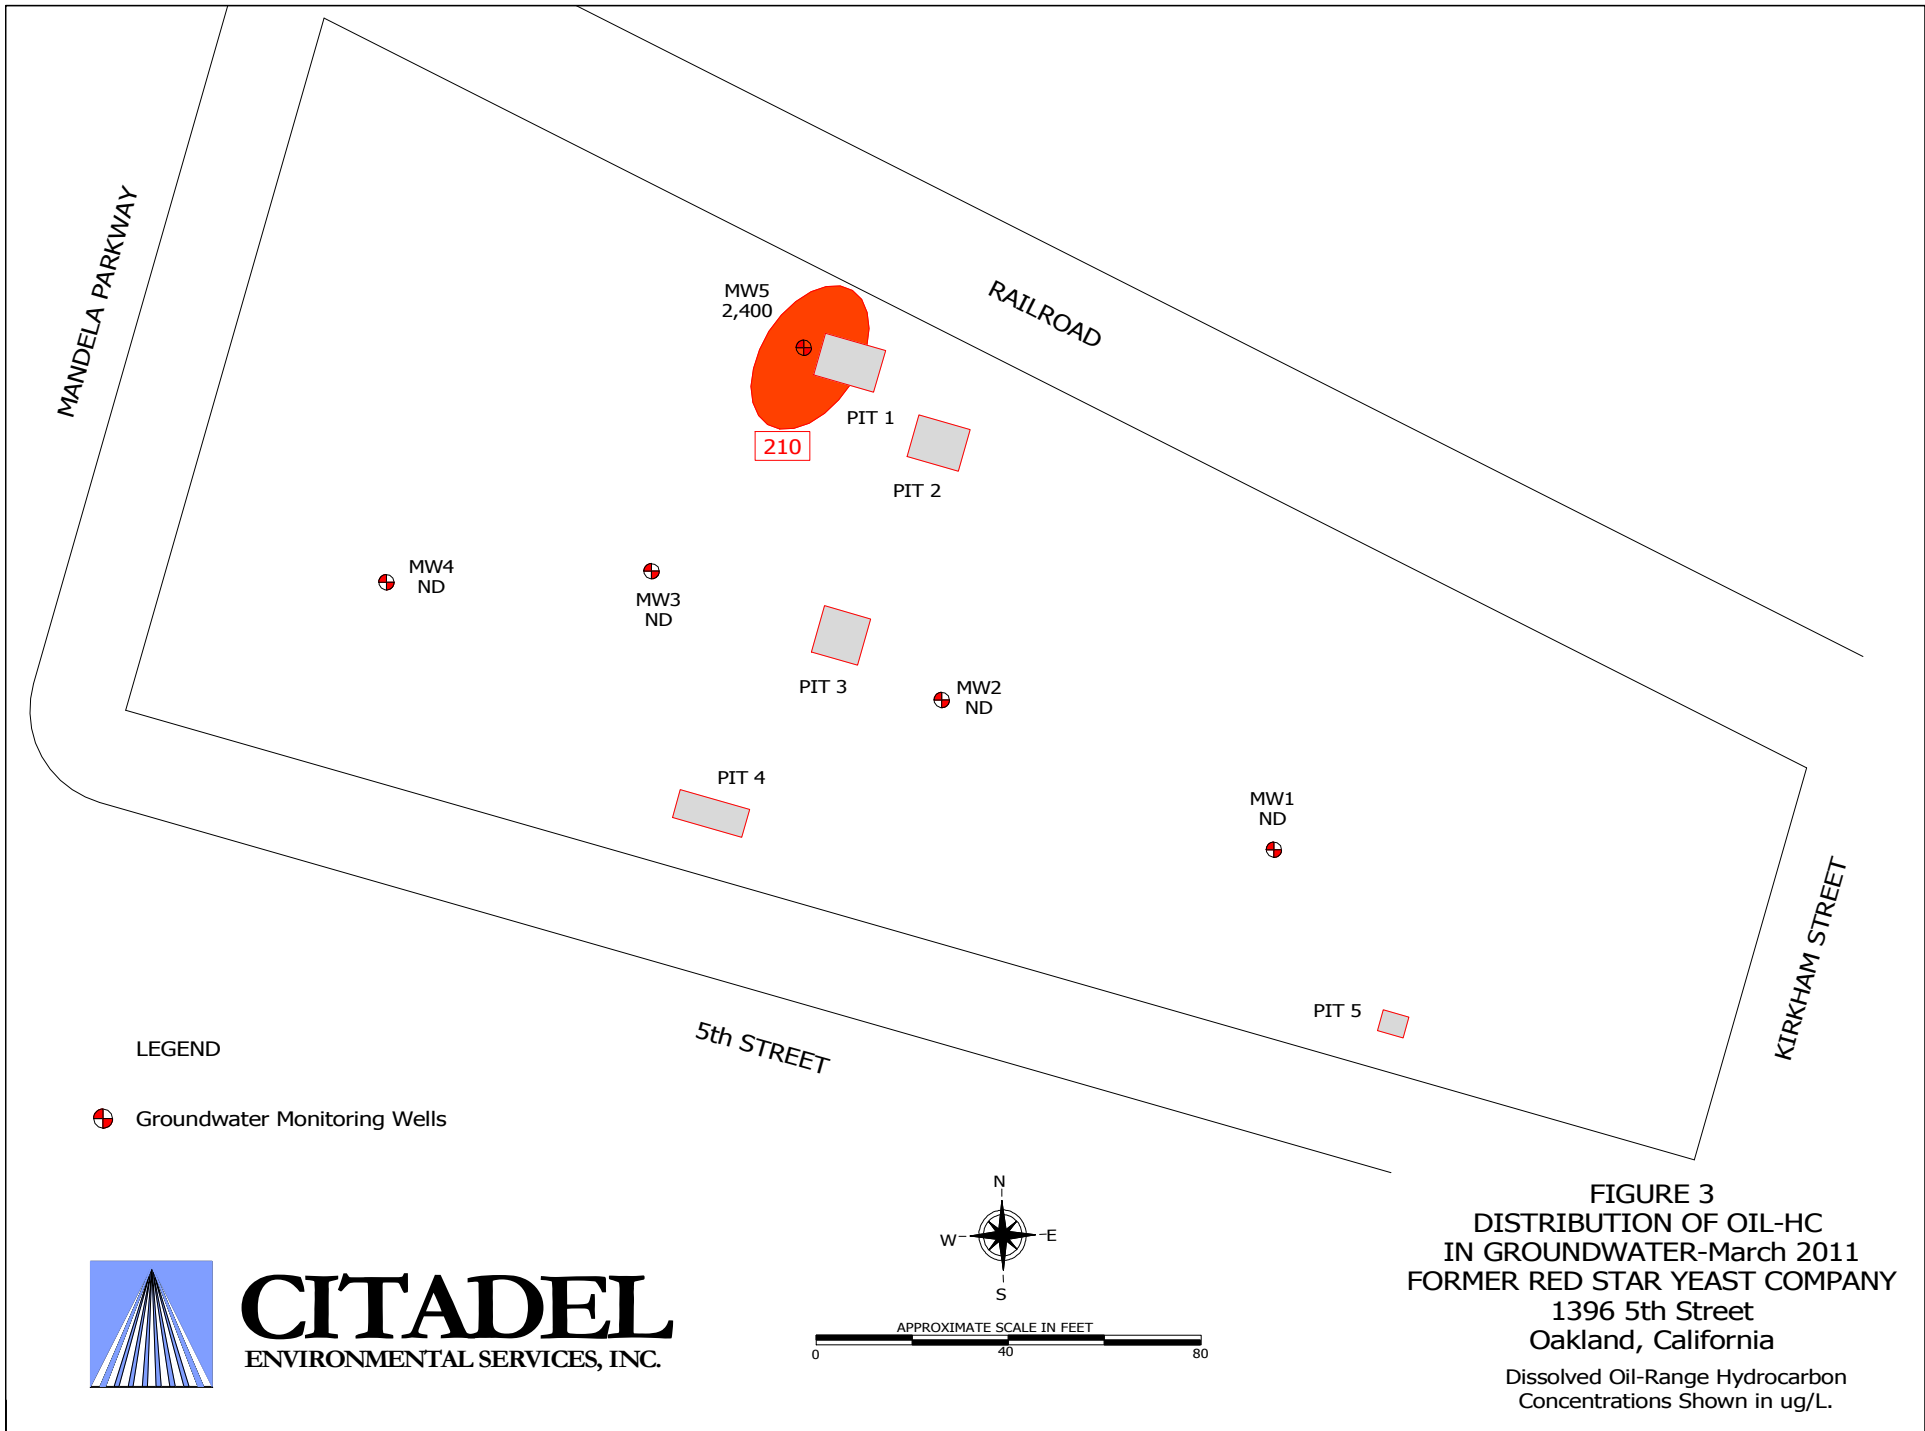 MANDELA PARKWAY
RAILROAD
MW5
2,400
PIT 1
210
PIT 2
MW4
ND
MW3
ND
PIT 3
MW2
ND
PIT 4
MW1
ND
PIT 5
KIRKHAM STREET
5th STREET
LEGEND
Groundwater Monitoring Wells
N
W
E
S
APPROXIMATE SCALE IN FEET
0
40
80
CITADEL
ENVIRONMENTAL SERVICES, INC.
FIGURE 3
DISTRIBUTION OF OIL-HC
IN GROUNDWATER-March 2011
FORMER RED STAR YEAST COMPANY
1396 5th Street
Oakland, California
Dissolved Oil-Range Hydrocarbon
Concentrations Shown in ug/L.